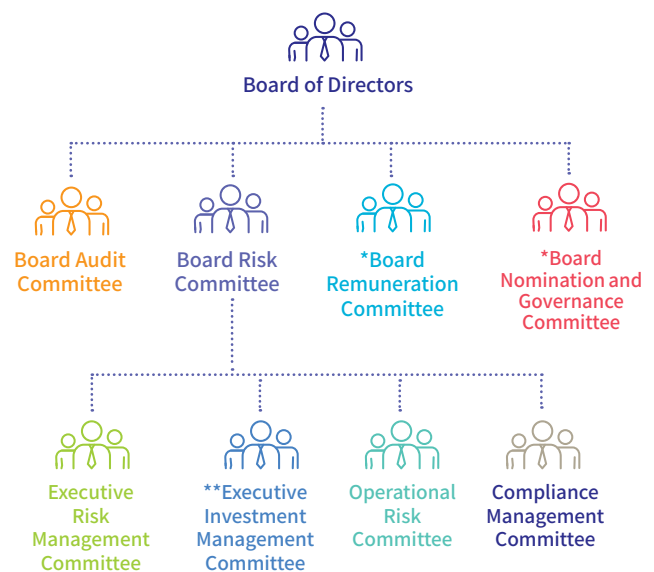 Board of Directors
Board Audit
Committee
Board Risk
Committee
*Board
Remuneration
Committee
*Board
Nomination and
Governance
Committee
Executive
Risk
Management
Committee
**Executive
Investment
Management
Committee
Operational
Risk
Committee
Compliance
Management
Committee